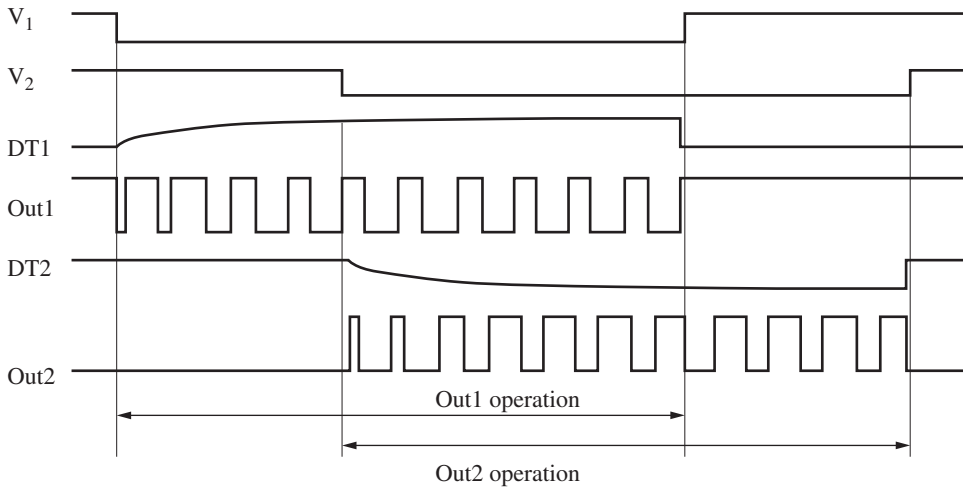 V1
V2
DT1
Out1
DT2
Out2
Out1 operation
Out2 operation